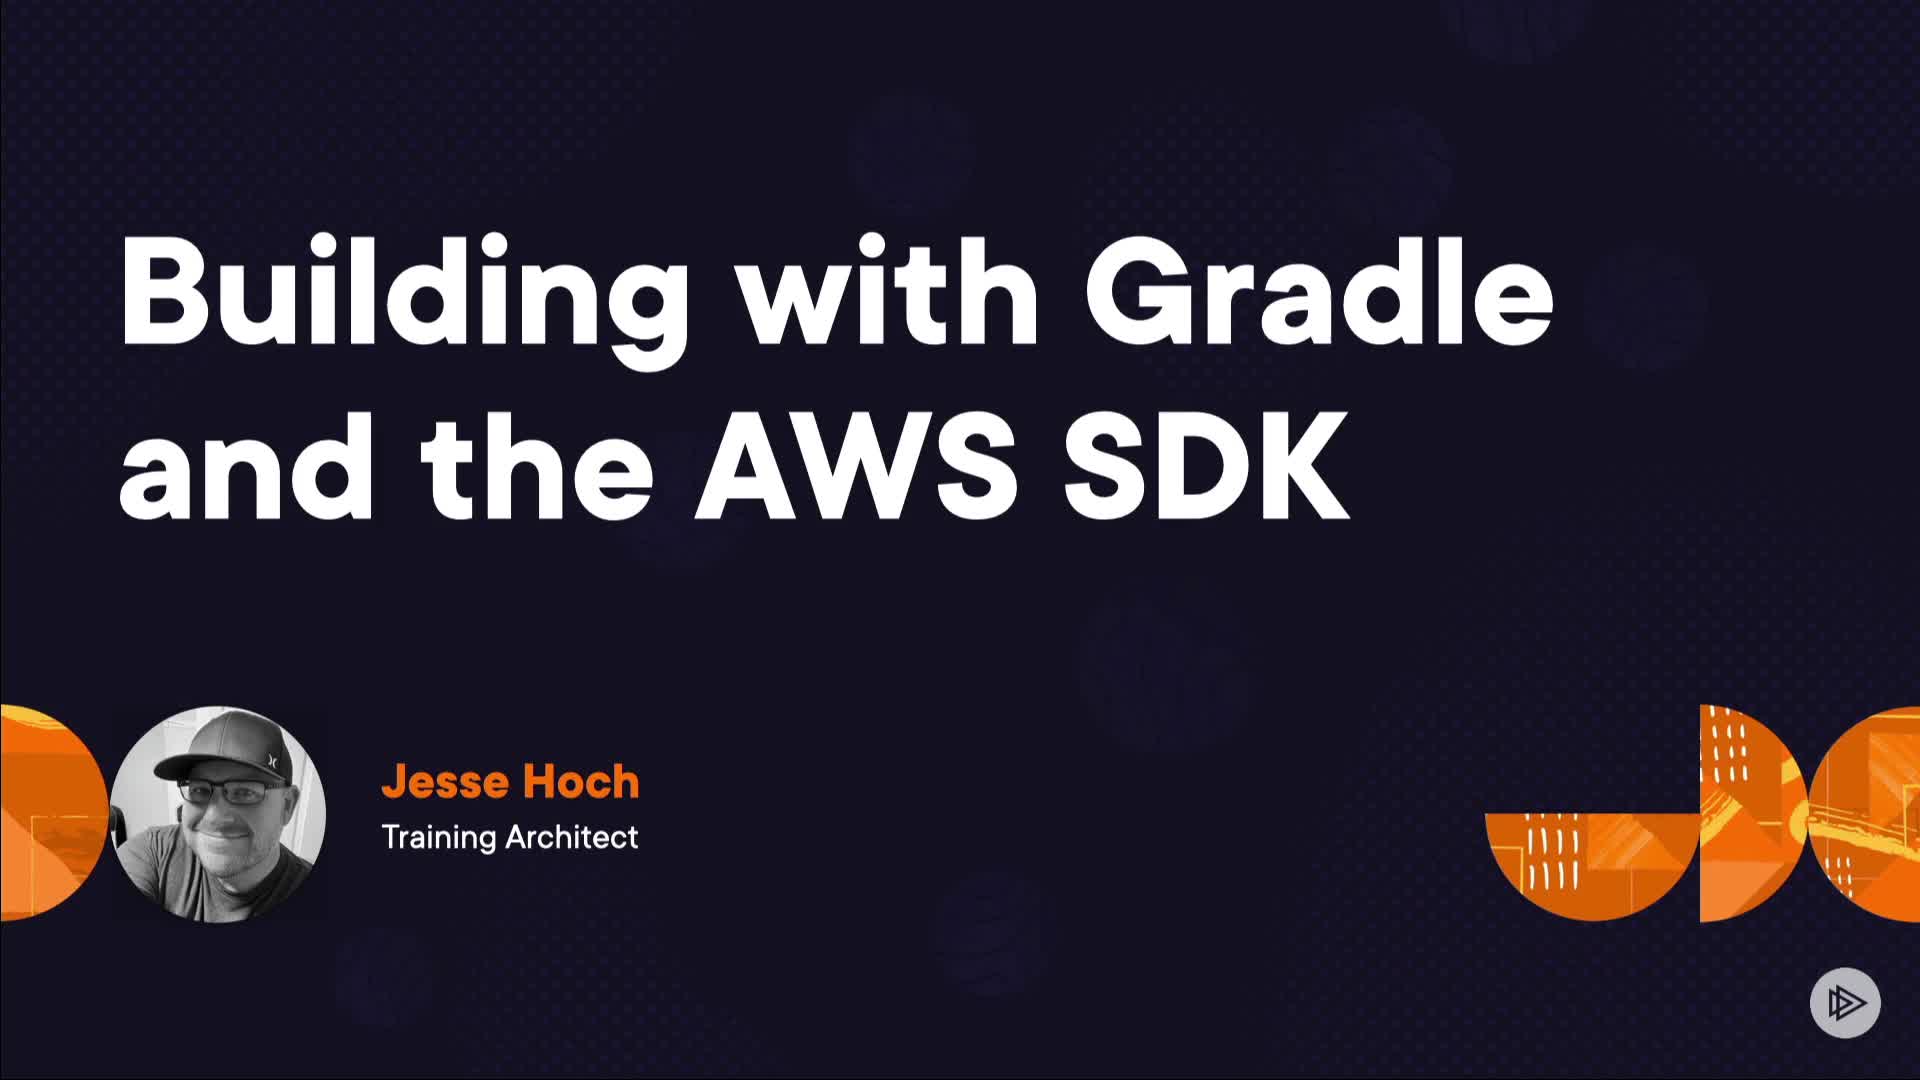 Building with Gradle
and the AWS SDK
Jesse Hoch
Training Architect